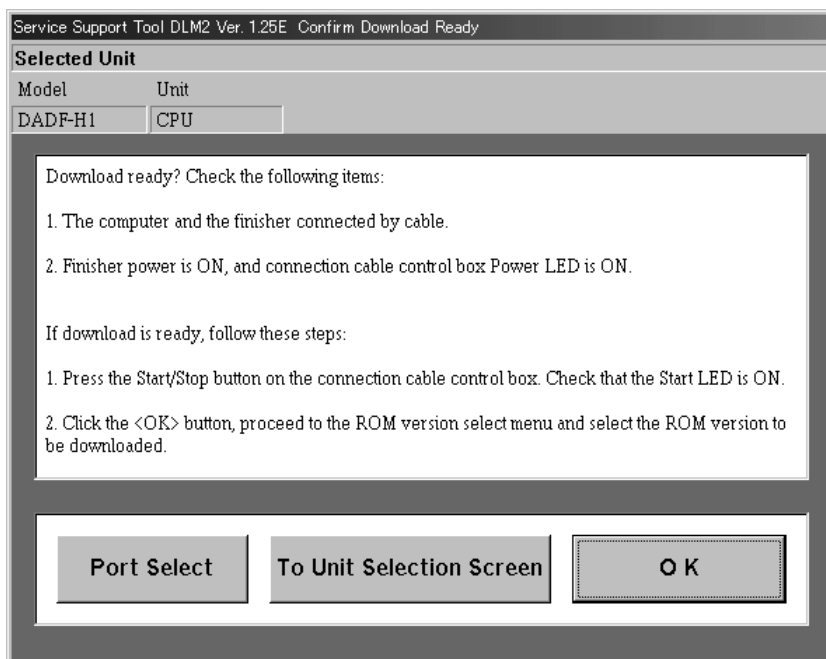 Service Support Tool DLM2 Ver. 1.25E  Confirm Download Ready
Selected Unit
Model Unit
DADF-H1 CPU
Download ready? Check the following items:
1. The computer and the finisher connected by cable.
2. Finisher power is ON, and connection cable control box Power LED is ON.
If download is ready, follow these steps:
1. Press the Start/Stop button on the connection cable control box. Check that the Start LED is ON.
2. Click the <OK> button, proceed to the ROM version select menu and select the ROM version to
be downloaded.
Port Select To Unit Selection Screen O K